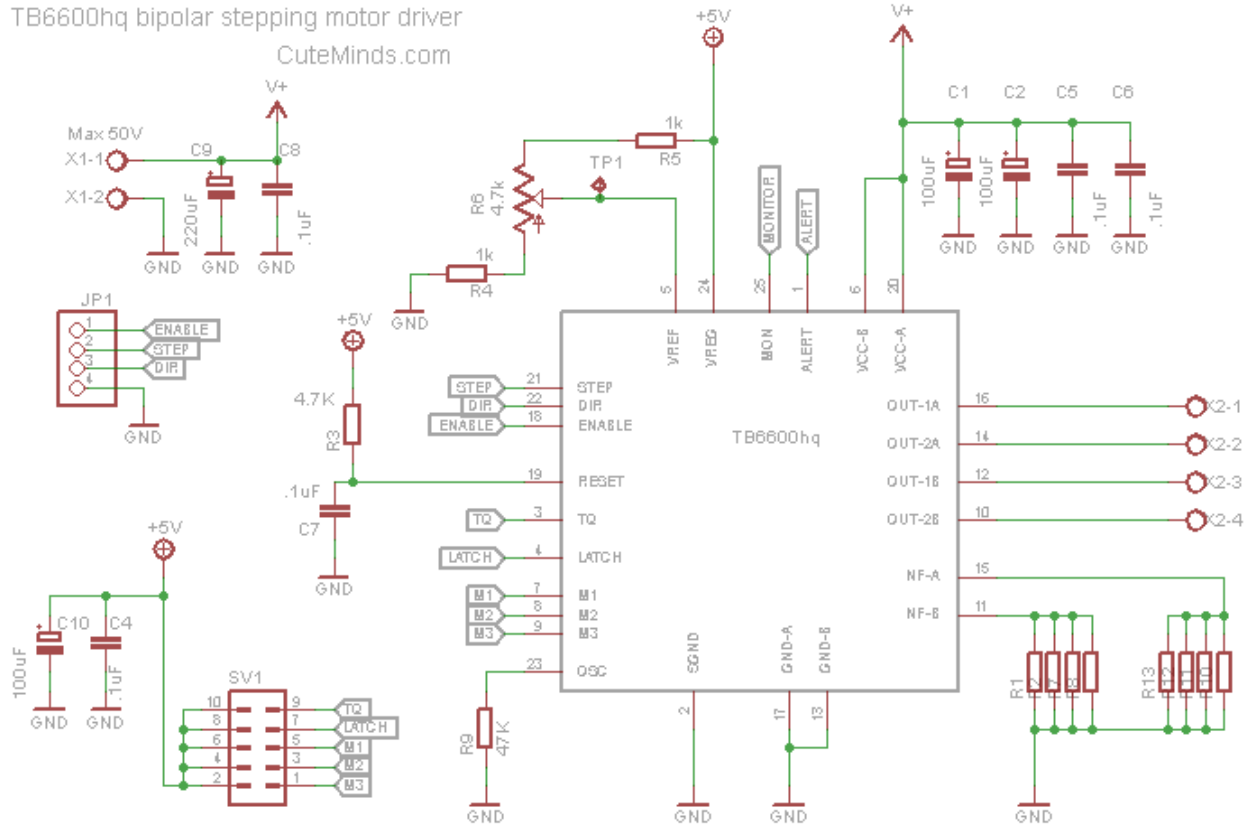 TB6600hq bipolar stepping motor driver
CuteMinds.com
+5V
V+
V+
C1 C2 C5 C6
100uF 100uF .1uF .1uF
GND GND GND GND
Max 50V
X1-1
X1-2
C9 C8
220uF .1uF
GND GND GND
1k
R5
TP1
R6
4.7k
1k
R4
GND
MONITOR
ALERT
5 24 25 1 6 20
VREF VREG MON ALERT VCC-B VCC-A
JP1
1 ENABLE
2 STEP
3 DIR
4
GND
+5V
4.7K
R3
.1uF
C7
GND
STEP 21 STEP
DIR 22 DIR
ENABLE 18 ENABLE
19 RESET
TQ 3 TQ
LATCH 4 LATCH
M1 7 M1
M2 8 M2
M3 9 M3
23 OSC
TB6600hq
OUT-1A 16 X2-1
OUT-2A 14 X2-2
OUT-1B 12 X2-3
OUT-2B 10 X2-4
NF-A 15
NF-B 11
SGND GND-A GND-B
2 17 13
GND GND
R9
47K
GND
R1 R2 R7 R8
R13 R12 R11 R10
GND
+5V
C10 C4
100uF .1uF
GND GND
SV1
10 9 TQ
8 7 LATCH
6 5 M1
4 3 M2
2 1 M3